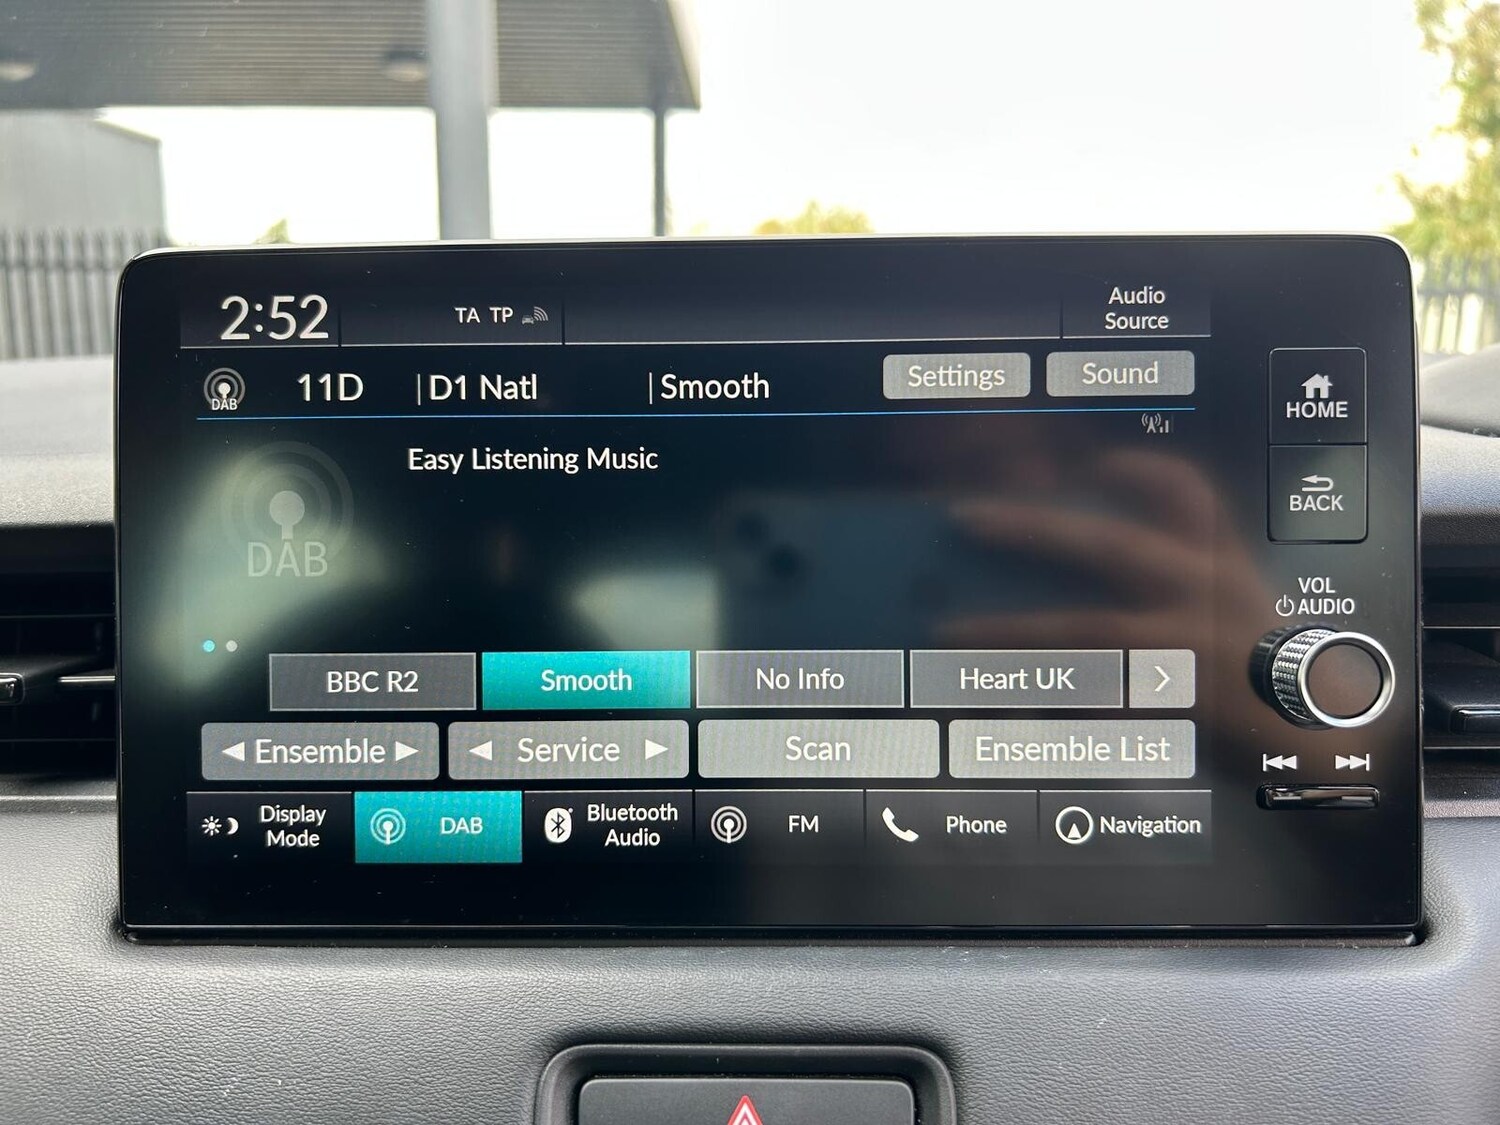 2:52
TA TP
Audio
Source
DAB
11D
|D1 Natl
|Smooth
Settings
Sound
HOME
Easy Listening Music
BACK
DAB
VOL
AUDIO
BBC R2
Smooth
No Info
Heart UK
Ensemble
Service
Scan
Ensemble List
Display
Mode
DAB
Bluetooth
Audio
FM
Phone
Navigation